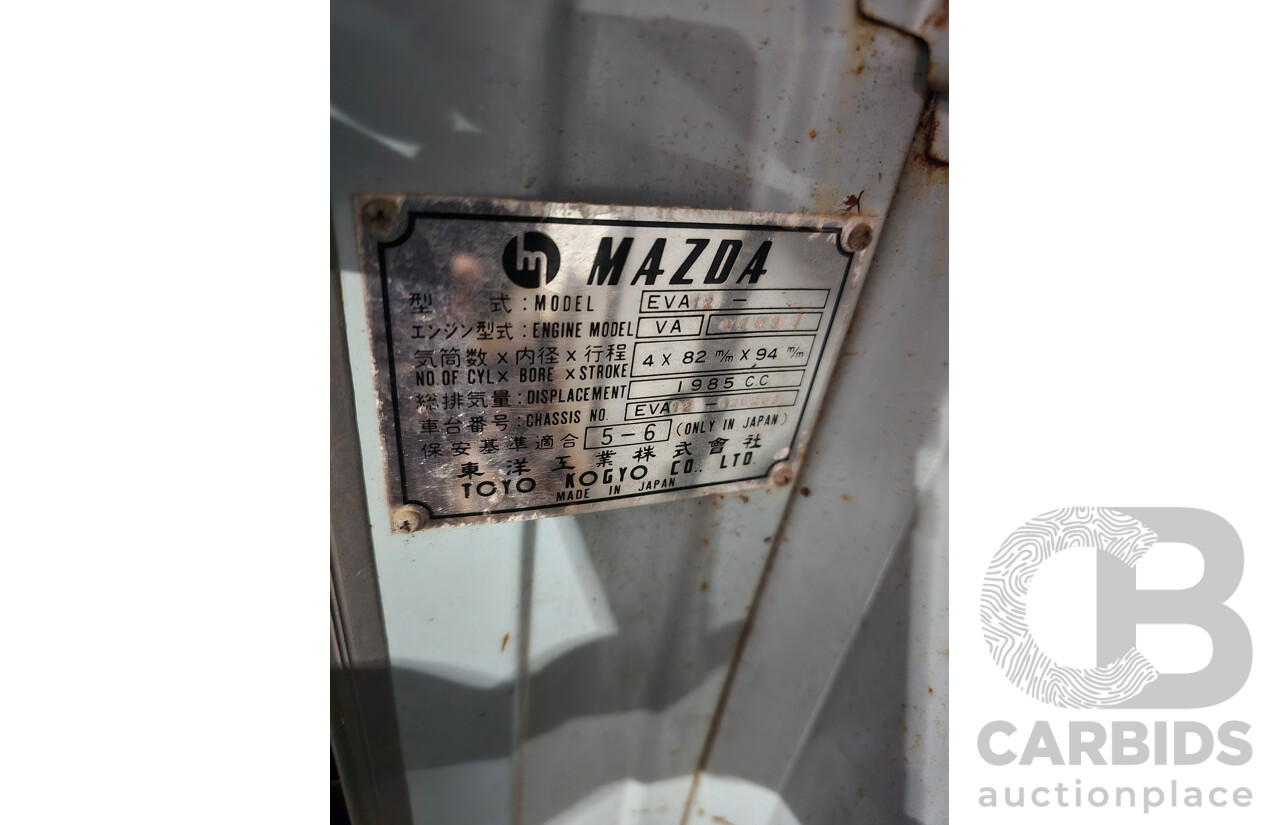 MAZDA
型 式 : MODEL EVA12 -
エンジン型式 : ENGINE MODEL VA
気筒数 × 内径 × 行程 4 X 82 m/m X 94 m/m
NO. OF CYL X BORE X STROKE
総排気量 : DISPLACEMENT 1985 C.C.
車台番号 : CHASSIS NO. EVA12 -
保安基準適合 5-6 (ONLY IN JAPAN)
東洋工業株式會社
TOYO KOGYO CO., LTD.
MADE IN JAPAN
CARBIDS
auctionplace